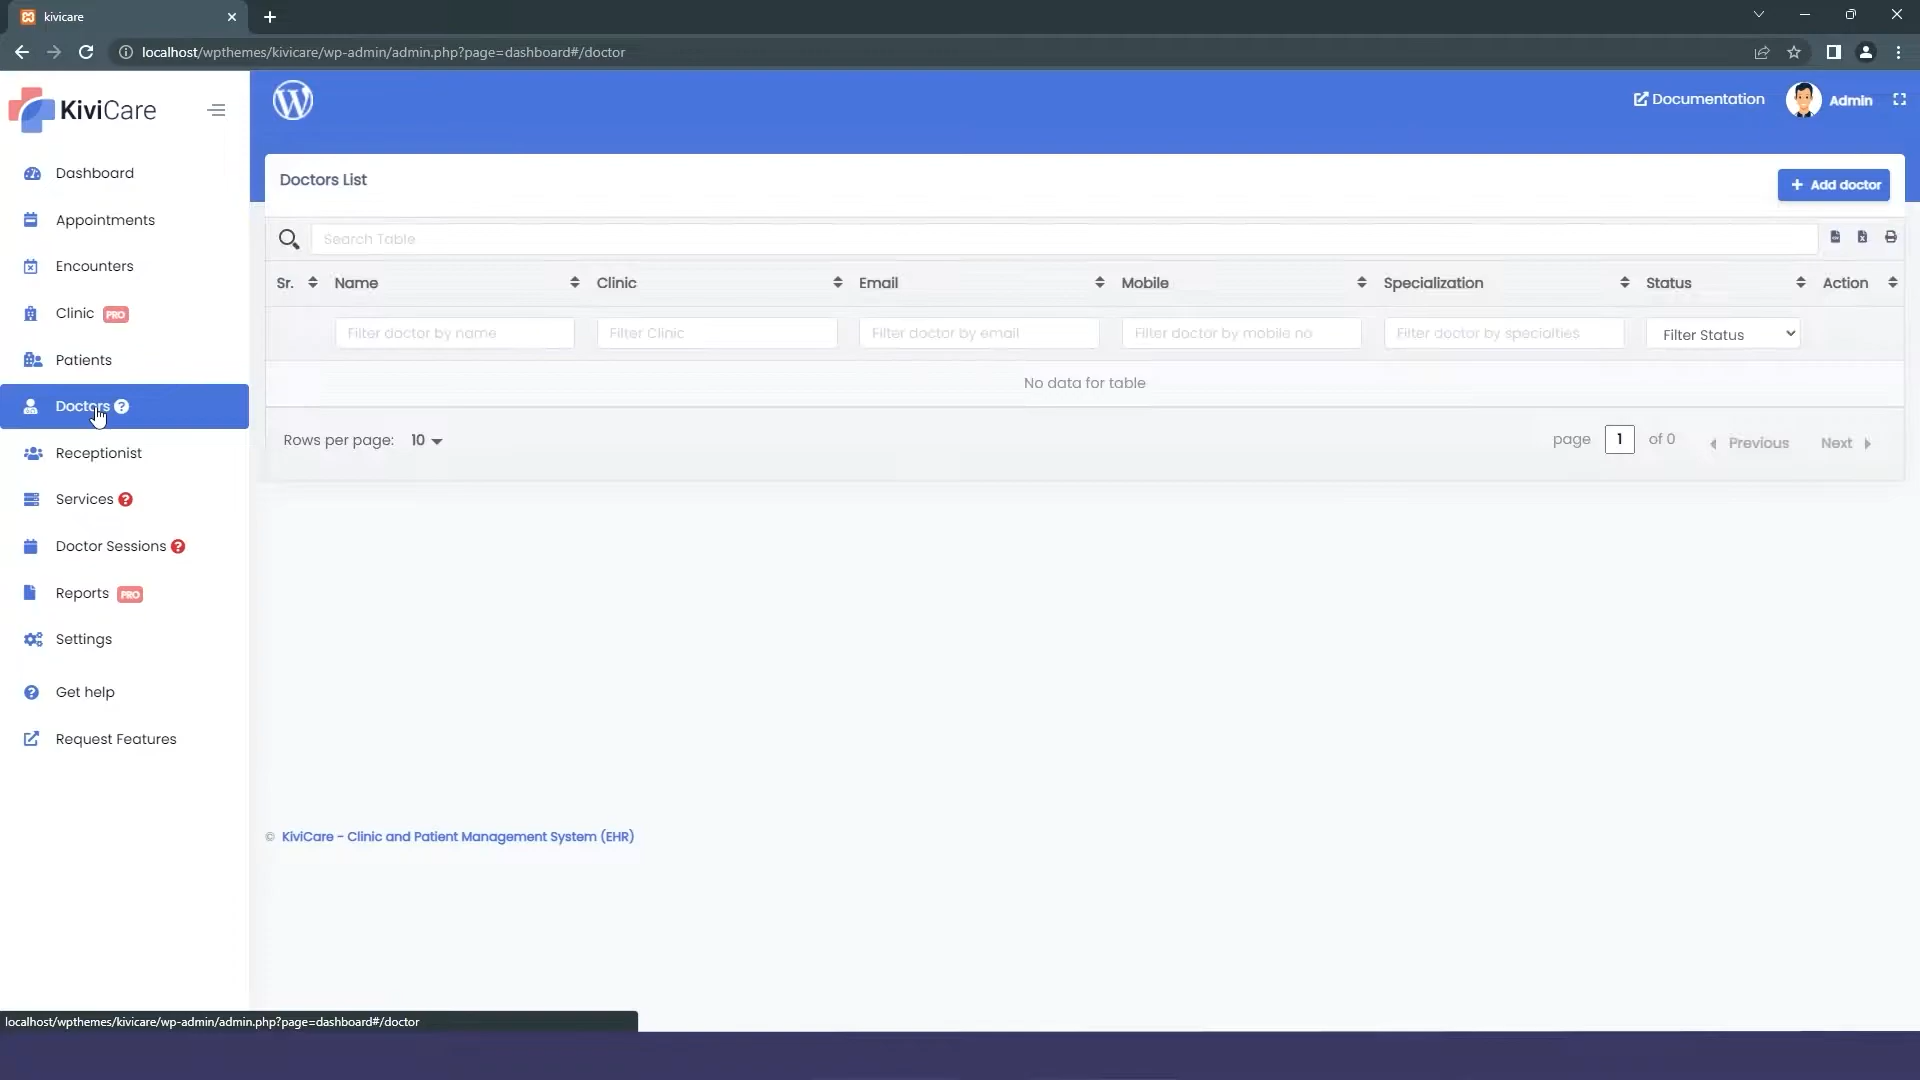 kivicare
localhost/wpthemes/kivicare/wp-admin/admin.php?page=dashboard#/doctor
KiviCare
Documentation
Admin
Dashboard
Appointments
Encounters
Clinic PRO
Patients
Doctors
Receptionist
Services
Doctor Sessions
Reports PRO
Settings
Get help
Request Features
Doctors List
+ Add doctor
Search Table
Sr. Name Clinic Email Mobile Specialization Status Action
Filter doctor by name Filter Clinic Filter doctor by email Filter doctor by mobile no Filter doctor by specialties Filter Status
No data for table
Rows per page: 10 page 1 of 0 Previous Next
© KiviCare - Clinic and Patient Management System (EHR)
localhost/wpthemes/kivicare/wp-admin/admin.php?page=dashboard#/doctor